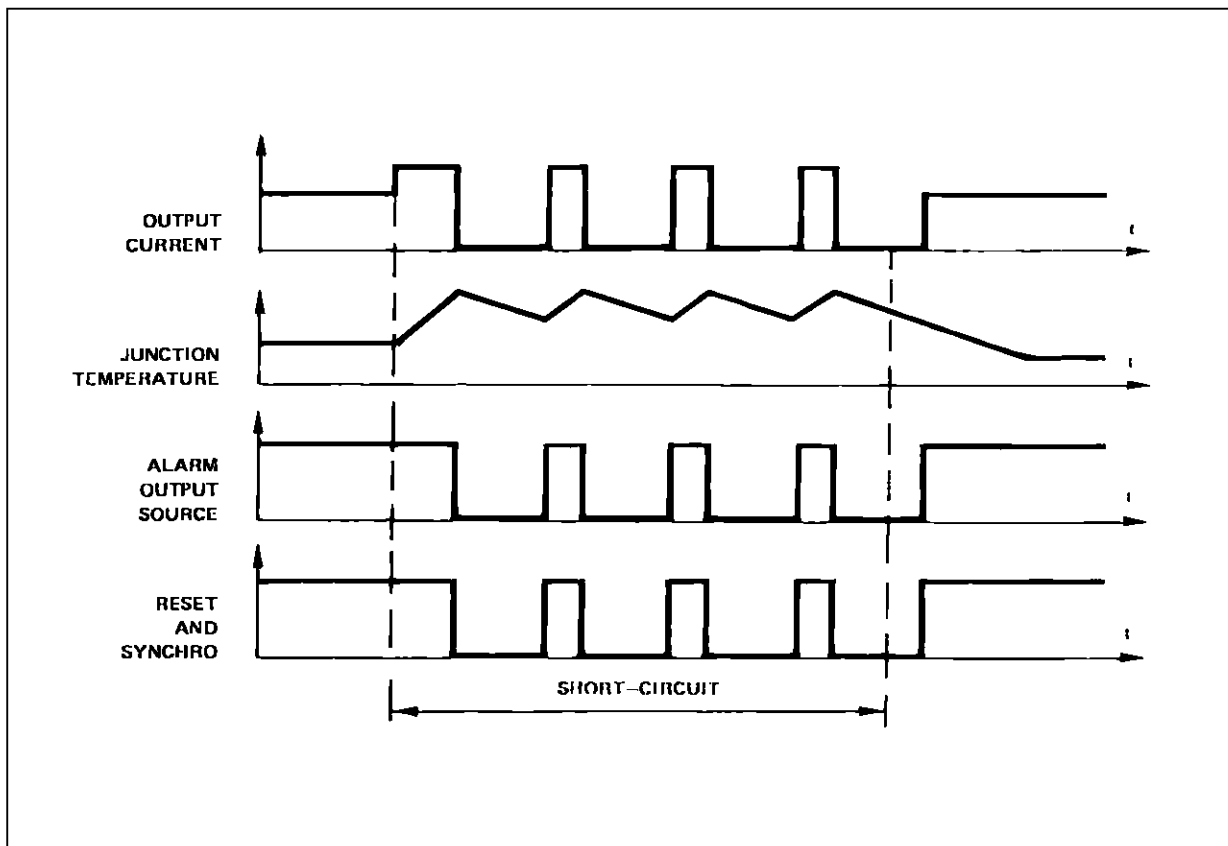 OUTPUT
CURRENT
t
JUNCTION
TEMPERATURE
t
ALARM
OUTPUT
SOURCE
t
RESET
AND
SYNCHRO
t
SHORT-CIRCUIT